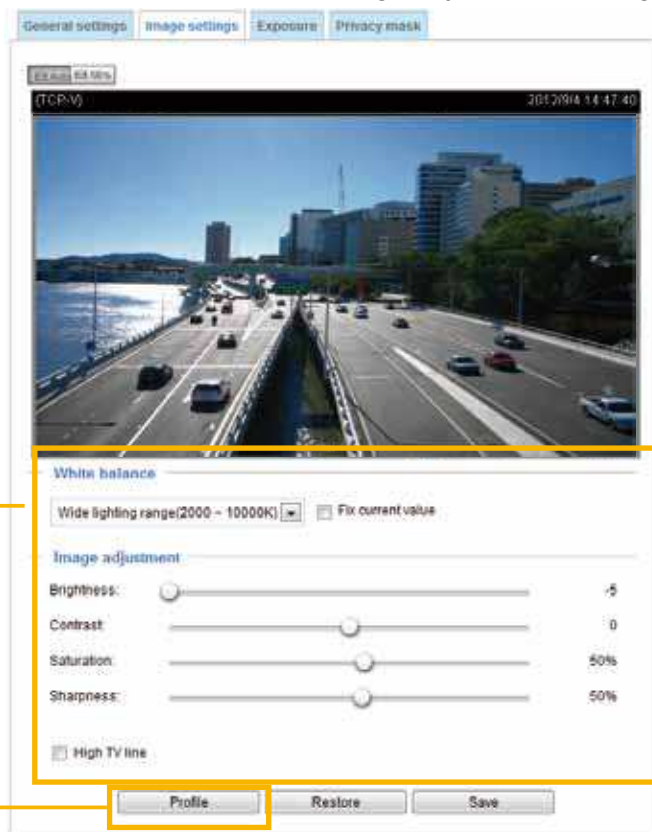 General settings Image settings Exposure Privacy mask
(TCP-V) 2012/9/4 14:47:40
White balance
Wide lighting range(2000 ~ 10000K) Fix current value
Image adjustment
Brightness: -5
Contrast: 0
Saturation: 50%
Sharpness: 50%
High TV line
Profile Restore Save